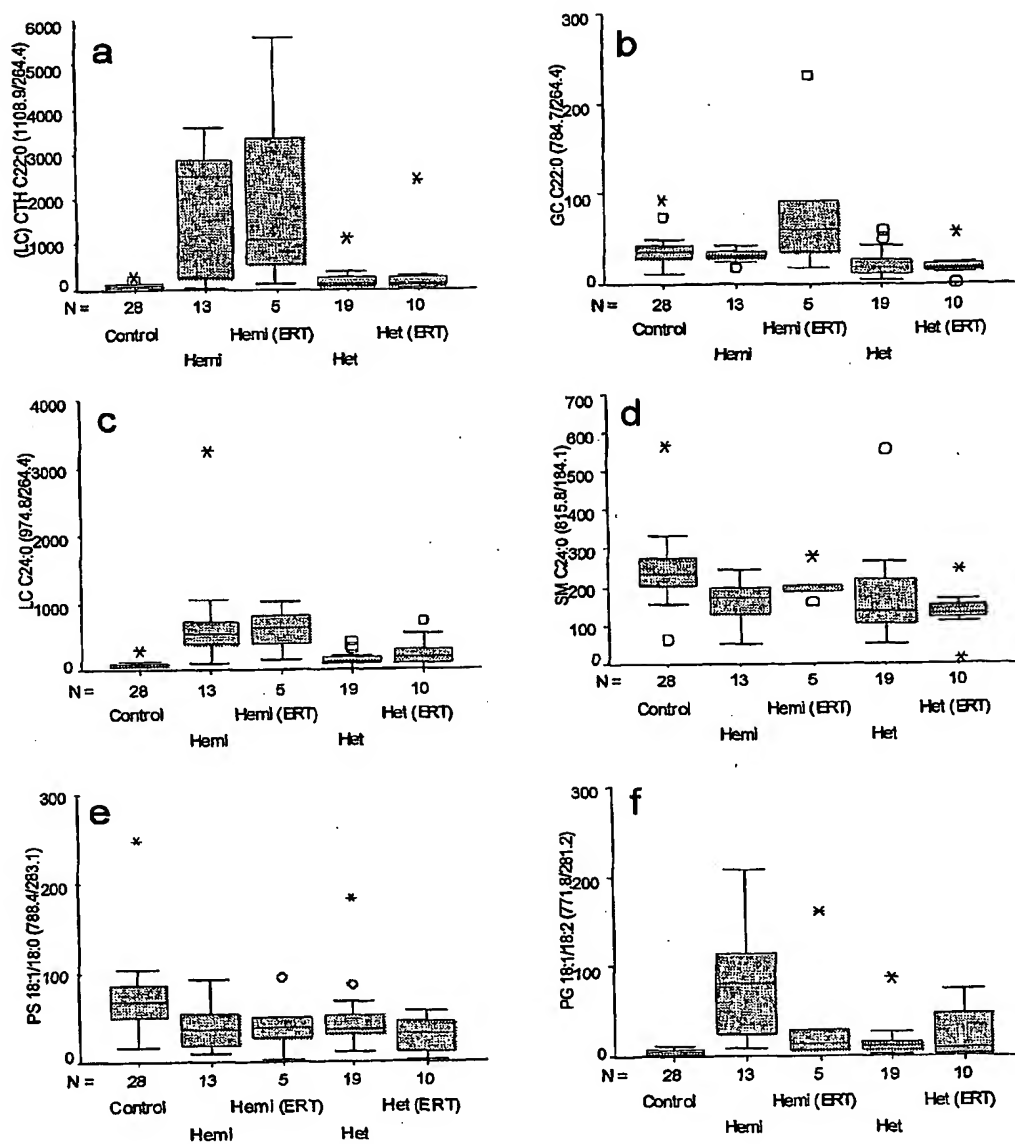 a
(LC) CTH C22:0 (1108.9/264.4)
6000
5000
4000
3000
2000
1000
0
N = 28 13 5 19 10
Control Hemi (ERT) Het (ERT)
Hemi Het
b
GC C22:0 (784.7/264.4)
300
200
100
0
N = 28 13 5 19 10
Control Hemi (ERT) Het (ERT)
Hemi Het
c
LC C24:0 (974.8/264.4)
4000
3000
2000
1000
0
N = 28 13 5 19 10
Control Hemi (ERT) Het (ERT)
Hemi Het
d
SM C24:0 (815.8/184.1)
700
600
500
400
300
200
100
0
N = 28 13 5 19 10
Control Hemi (ERT) Het (ERT)
Hemi Het
e
PS 18:1/18:0 (788.4/283.1)
300
200
100
0
N = 28 13 5 19 10
Control Hemi (ERT) Het (ERT)
Hemi Het
f
PG 18:1/18:2 (771.8/281.2)
300
200
100
0
N = 28 13 5 19 10
Control Hemi (ERT) Het (ERT)
Hemi Het